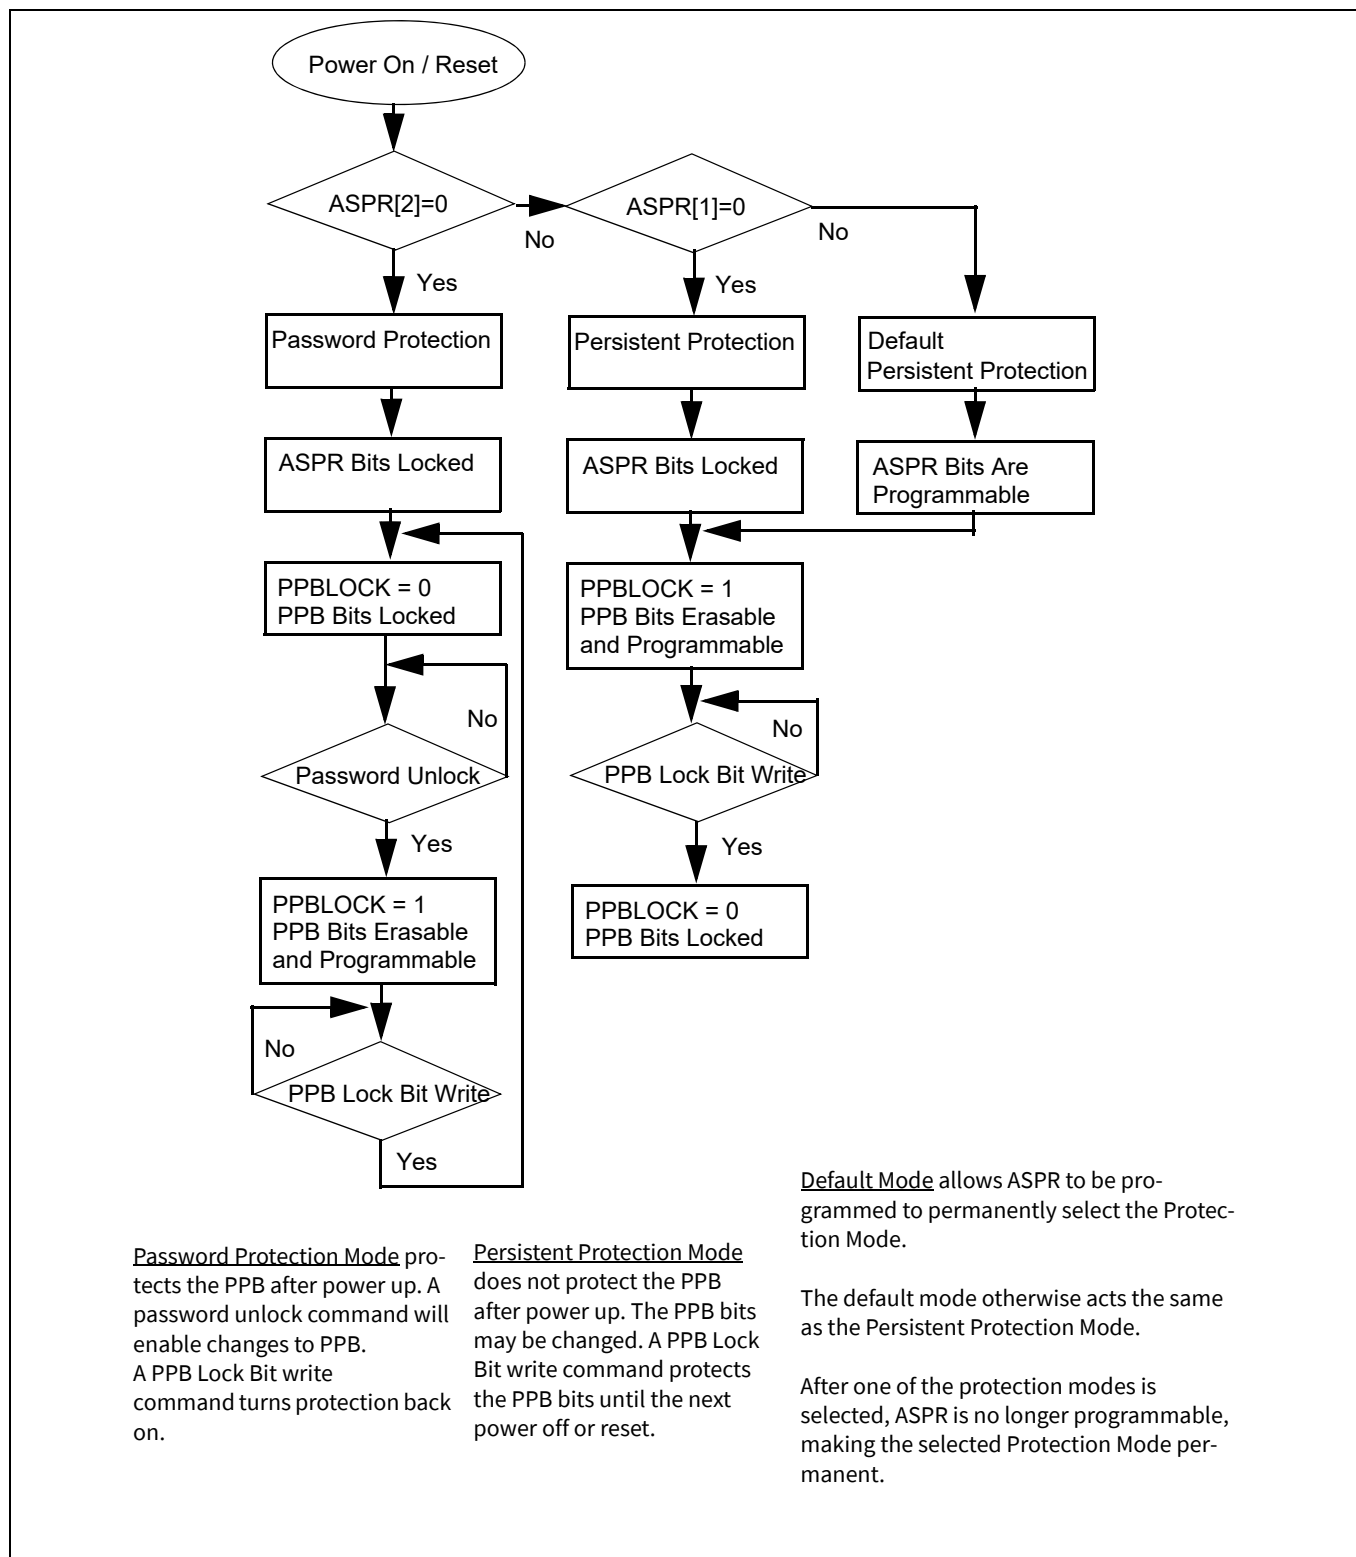 Power On / Reset
ASPR[2]=0
No
ASPR[1]=0
No
Yes
Yes
Password Protection
Persistent Protection
Default
Persistent Protection
ASPR Bits Locked
ASPR Bits Locked
ASPR Bits Are
Programmable
PPBLOCK = 0
PPB Bits Locked
PPBLOCK = 1
PPB Bits Erasable
and Programmable
No
No
Password Unlock
PPB Lock Bit Write
Yes
Yes
PPBLOCK = 1
PPB Bits Erasable
and Programmable
PPBLOCK = 0
PPB Bits Locked
No
PPB Lock Bit Write
Yes
Password Protection Mode pro-
tects the PPB after power up. A
password unlock command will
enable changes to PPB.
A PPB Lock Bit write
command turns protection back
on.
Persistent Protection Mode
does not protect the PPB
after power up. The PPB bits
may be changed. A PPB Lock
Bit write command protects
the PPB bits until the next
power off or reset.
Default Mode allows ASPR to be pro-
grammed to permanently select the Protec-
tion Mode.
The default mode otherwise acts the same
as the Persistent Protection Mode.
After one of the protection modes is
selected, ASPR is no longer programmable,
making the selected Protection Mode per-
manent.